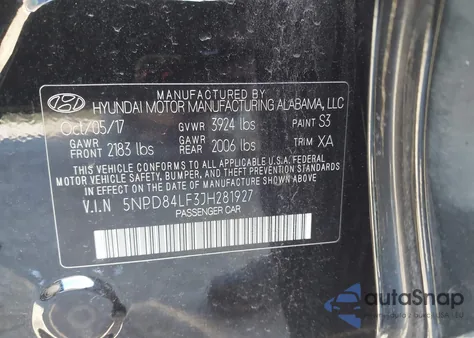 MANUFACTURED BY
HYUNDAI MOTOR MANUFACTURING ALABAMA, LLC
Oct/05/17 GVWR 3924 lbs PAINT S3
GAWR FRONT 2183 lbs GAWR REAR 2006 lbs TRIM XA
THIS VEHICLE CONFORMS TO ALL APPLICABLE U.S.A. FEDERAL
MOTOR VEHICLE SAFETY, BUMPER, AND THEFT PREVENTION
STANDARDS IN EFFECT ON THE DATE OF MANUFACTURE
V.I.N 5NPD84LF3JH281927
PASSENGER CAR
autoSnap